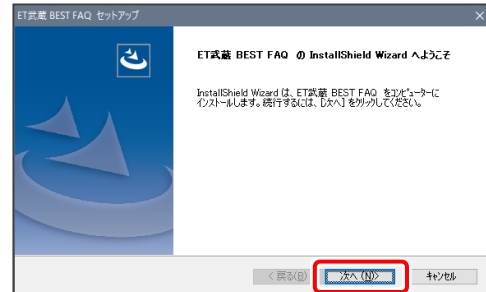 ET武蔵 BEST FAQ セットアップ
ET武蔵 BEST FAQ の InstallShield Wizard へようこそ
InstallShield Wizard は、ET武蔵 BEST FAQ をコンピューターに
インストールします。続行するには、[次へ] をクリックしてください。
< 戻る(B)
次へ(N)>
キャンセル